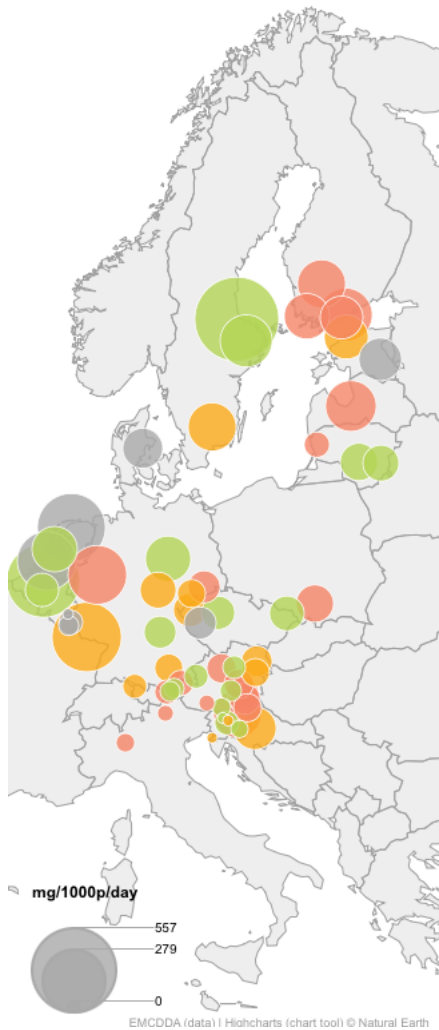 mg/1000p/day
557
279
0
EMCDDA (data) | Highcharts (chart tool) © Natural Earth